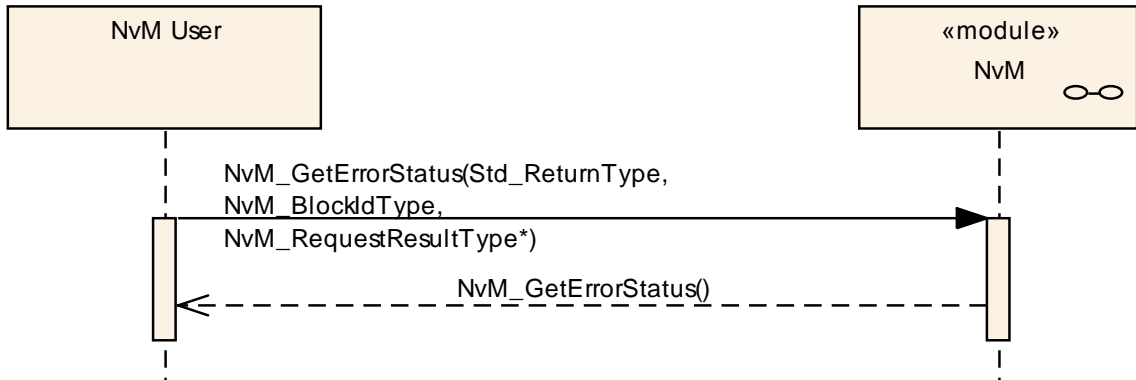 NvM User
«module»
NvM
NvM_GetErrorStatus(Std_ReturnType,
NvM_BlockIdType,
NvM_RequestResultType*)
NvM_GetErrorStatus()